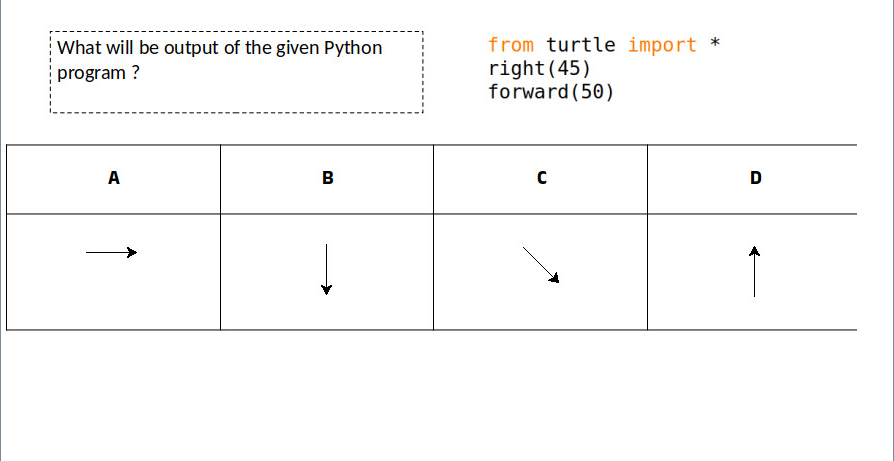 What will be output of the given Python
program ?
from turtle import *
right(45)
forward(50)
A B C D